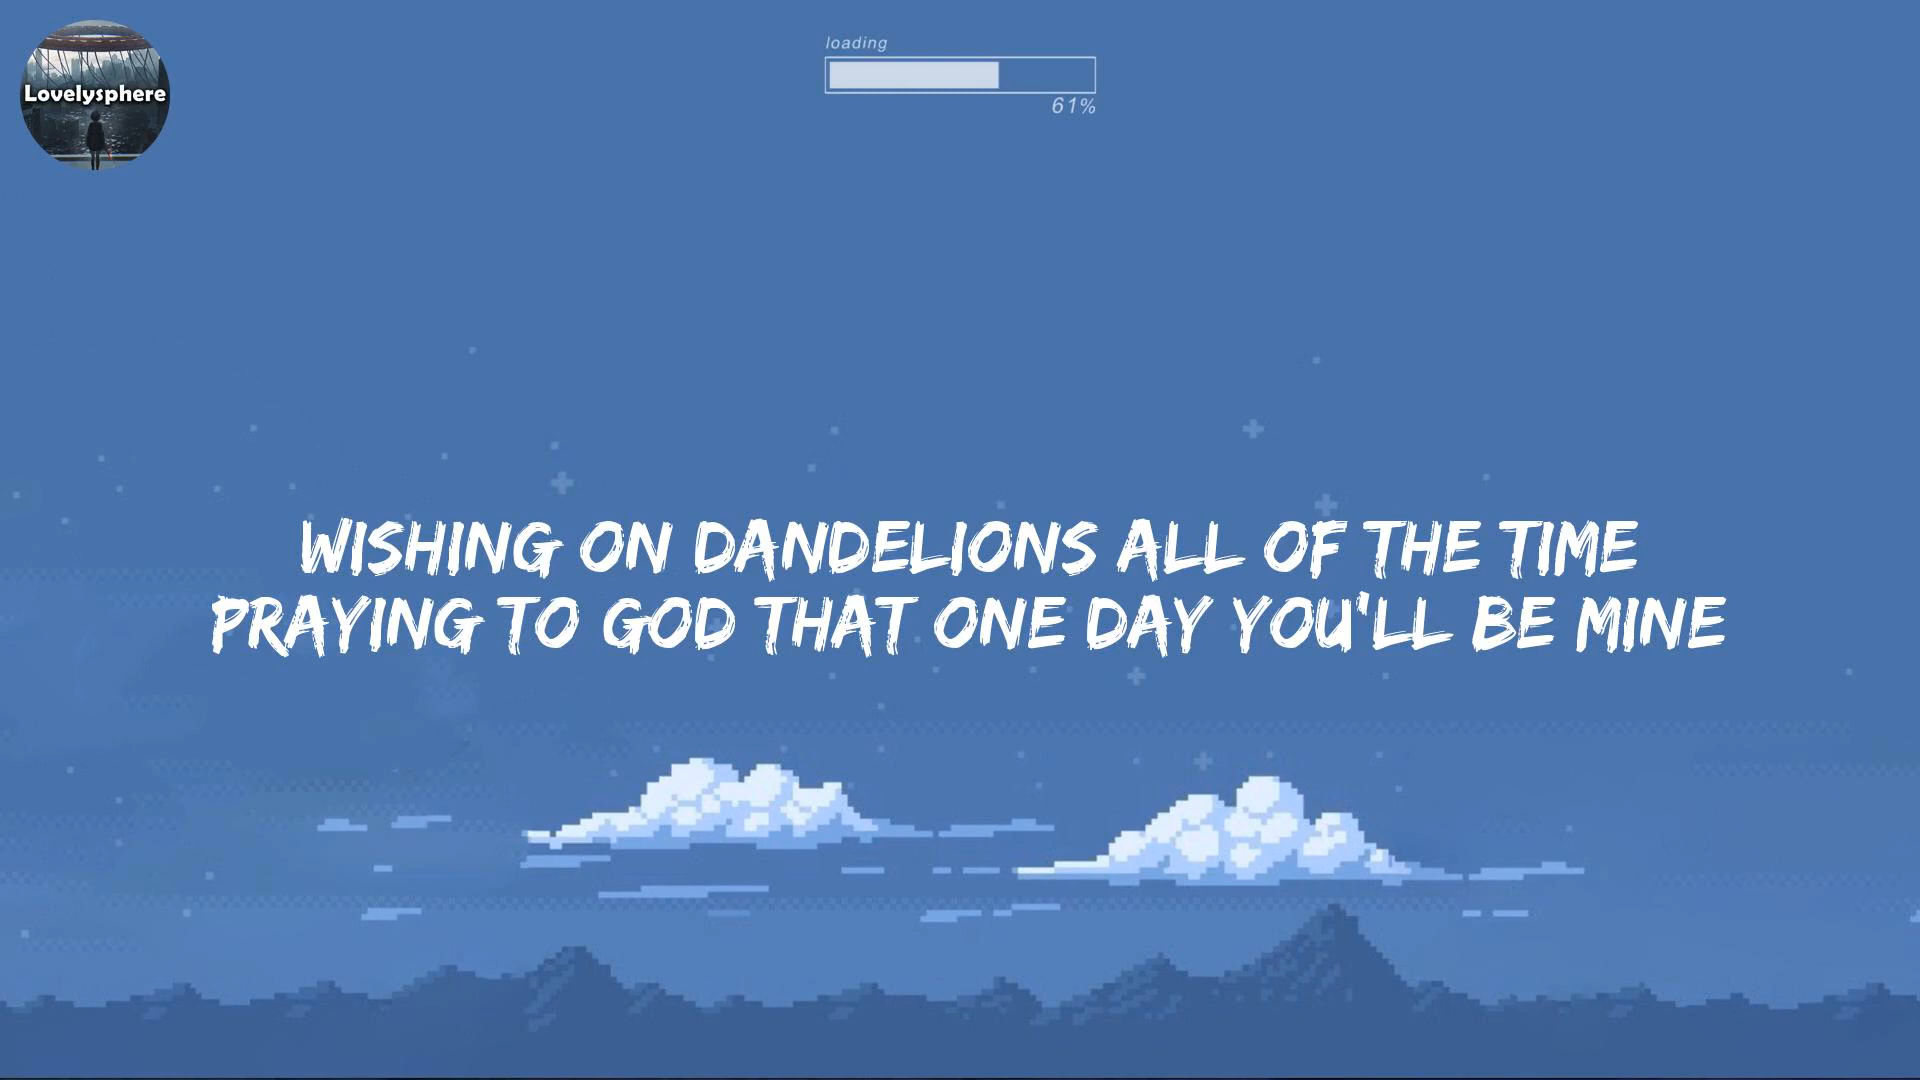 Lovelysphere
loading
61%
WISHING ON DANDELIONS ALL OF THE TIME
PRAYING TO GOD THAT ONE DAY YOU'LL BE MINE